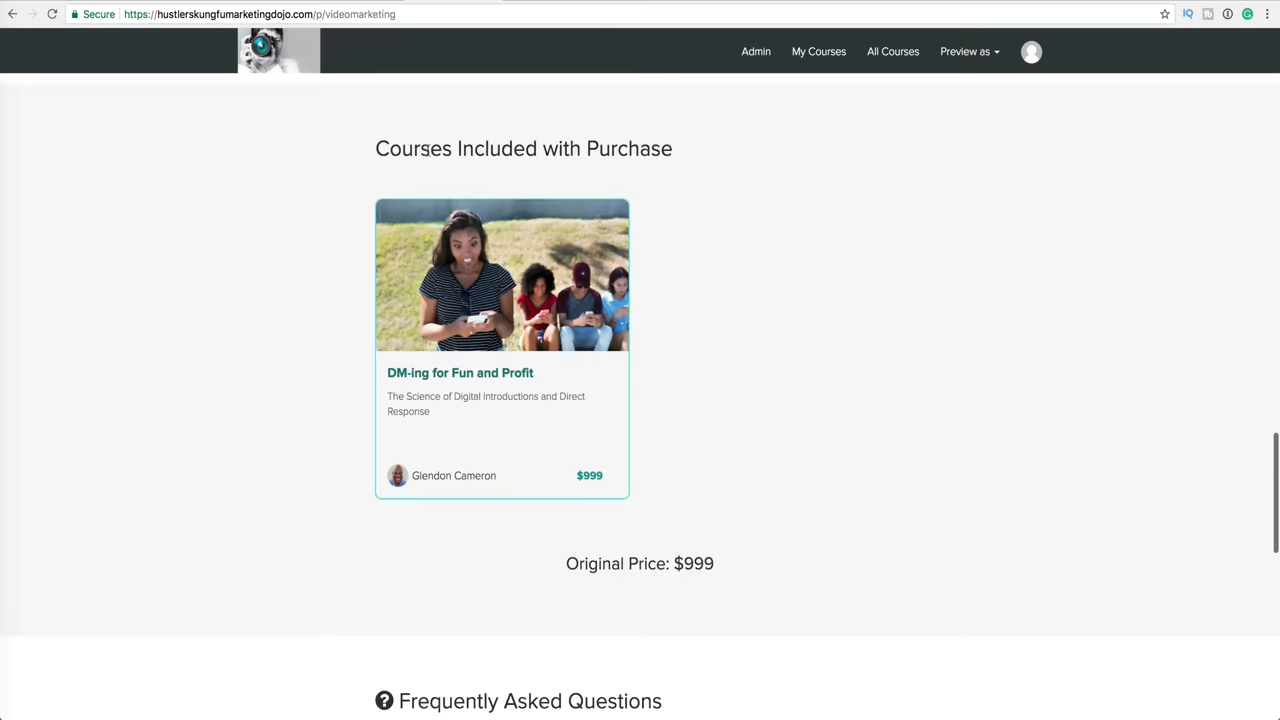 Secure https://hustlerskungfumarketingdojo.com/p/videomarketing
Admin My Courses All Courses Preview as
Courses Included with Purchase
DM-ing for Fun and Profit
The Science of Digital Introductions and Direct
Response
Glendon Cameron $999
Original Price: $999
Frequently Asked Questions